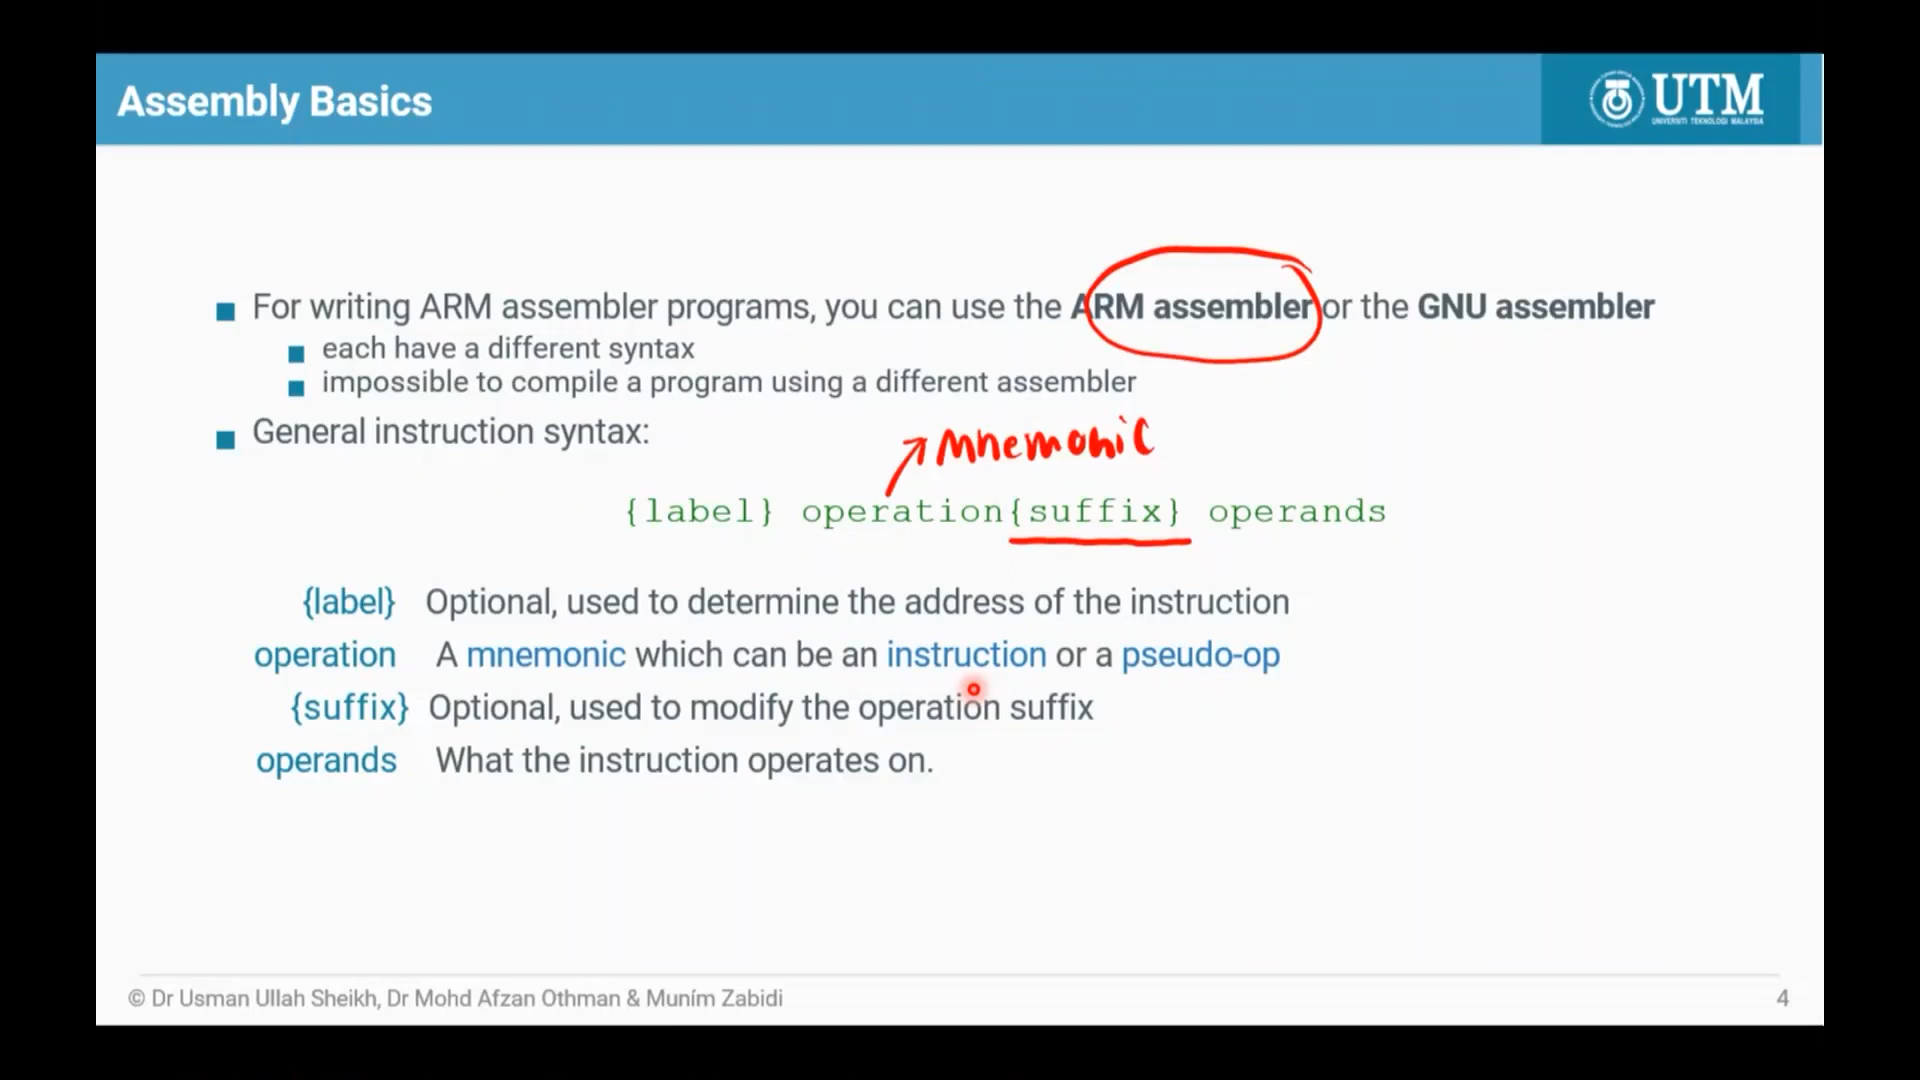 Assembly Basics
UTM
UNIVERSITI TEKNOLOGI MALAYSIA
For writing ARM assembler programs, you can use the ARM assembler or the GNU assembler
each have a different syntax
impossible to compile a program using a different assembler
General instruction syntax:
mnemonic
{label} operation{suffix} operands
{label} Optional, used to determine the address of the instruction
operation A mnemonic which can be an instruction or a pseudo-op
{suffix} Optional, used to modify the operation suffix
operands What the instruction operates on.
© Dr Usman Ullah Sheikh, Dr Mohd Afzan Othman & Muním Zabidi
4